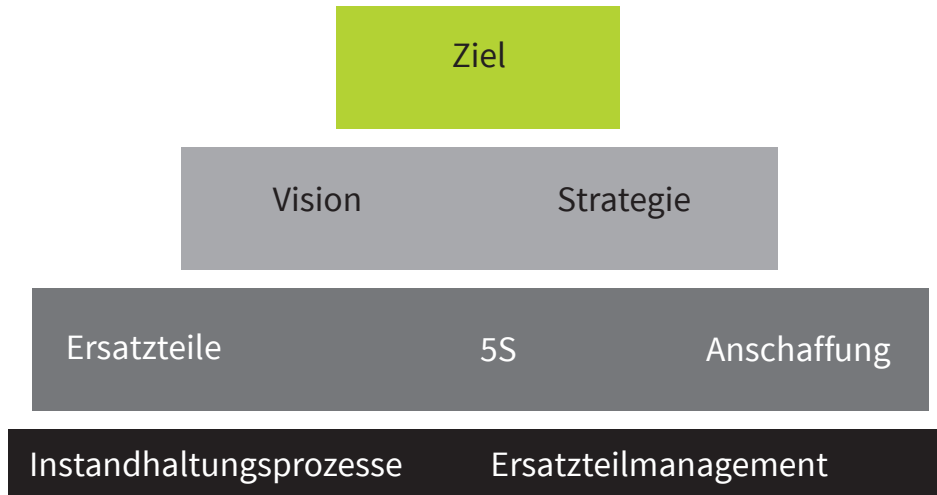 Ziel
Vision Strategie
Ersatzteile 5S Anschaffung
Instandhaltungsprozesse Ersatzteilmanagement